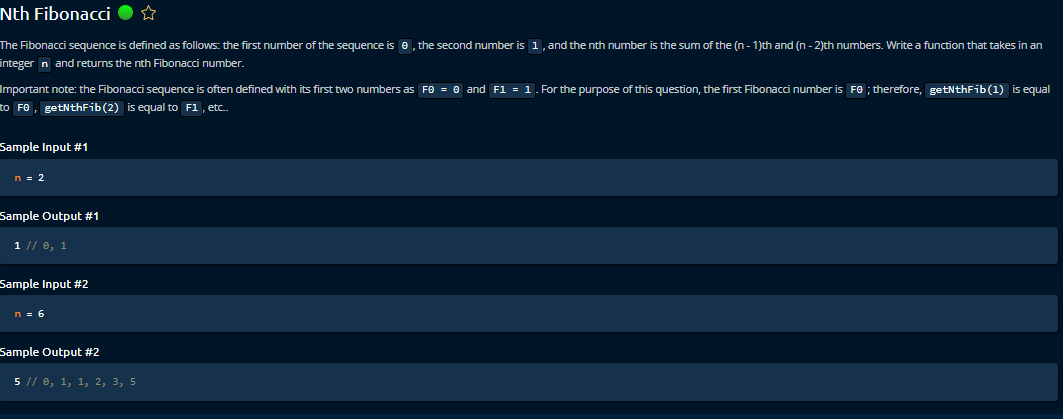 Nth Fibonacci
The Fibonacci sequence is defined as follows: the first number of the sequence is 0, the second number is 1, and the nth number is the sum of the (n - 1)th and (n - 2)th numbers. Write a function that takes in an
integer n and returns the nth Fibonacci number.
Important note: the Fibonacci sequence is often defined with its first two numbers as F0 = 0 and F1 = 1. For the purpose of this question, the first Fibonacci number is F0; therefore, getNthFib(1) is equal
to F0, getNthFib(2) is equal to F1, etc..
Sample Input #1
n = 2
Sample Output #1
1 // 0, 1
Sample Input #2
n = 6
Sample Output #2
5 // 0, 1, 1, 2, 3, 5